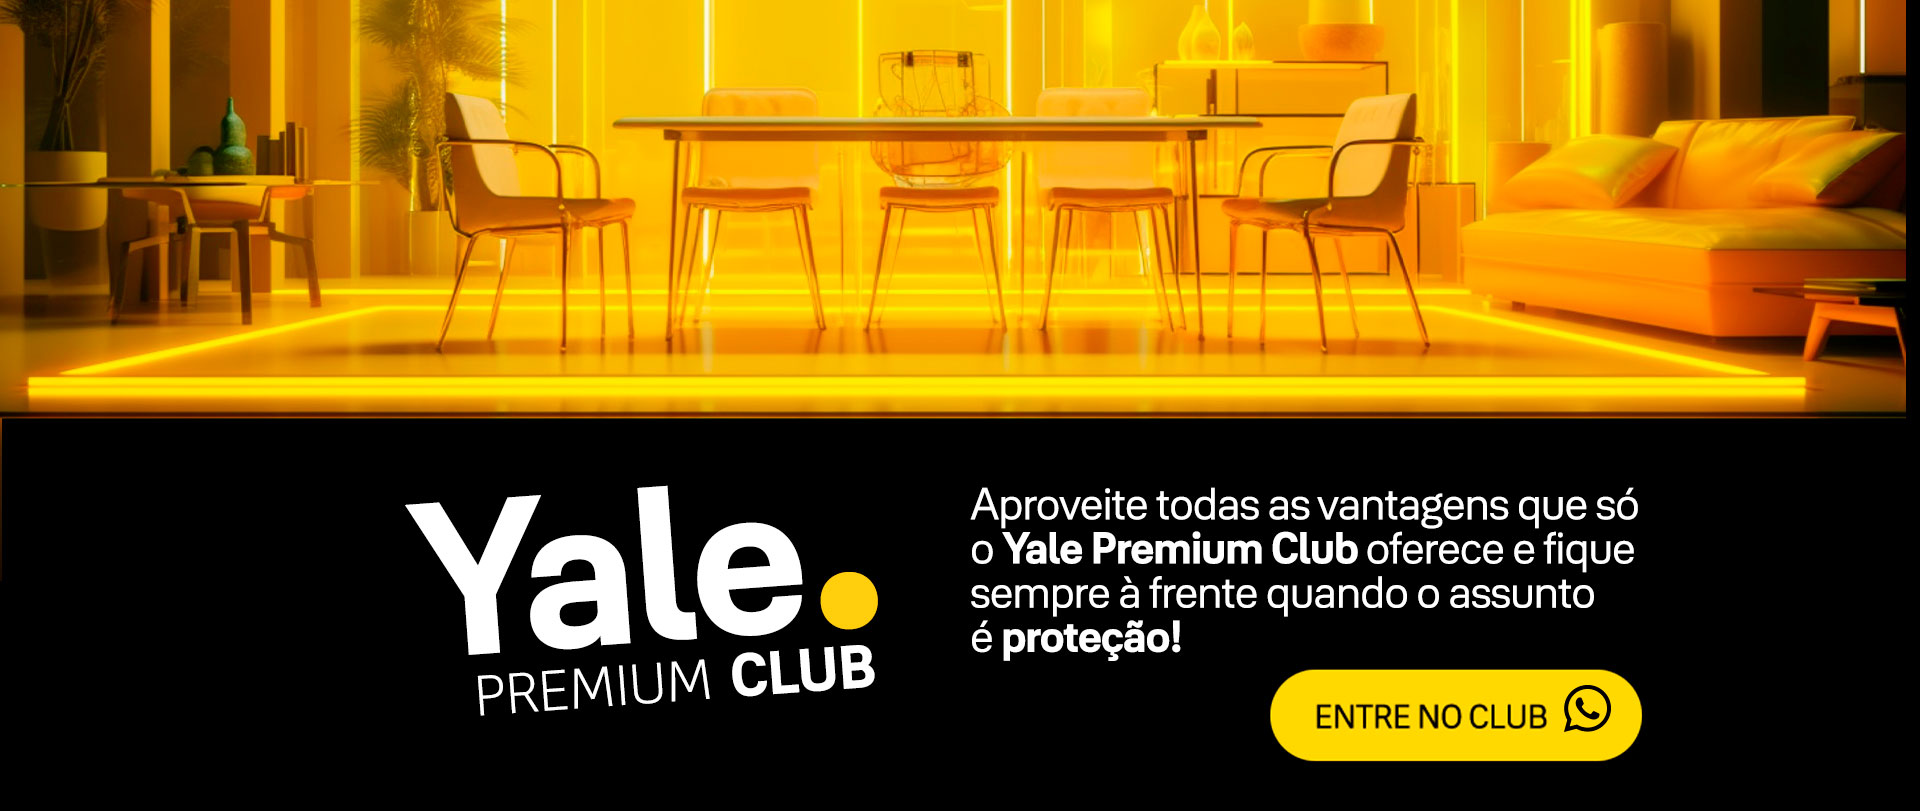 Yale.
PREMIUM CLUB
Aproveite todas as vantagens que só
o Yale Premium Club oferece e fique
sempre à frente quando o assunto
é proteção!
ENTRE NO CLUB